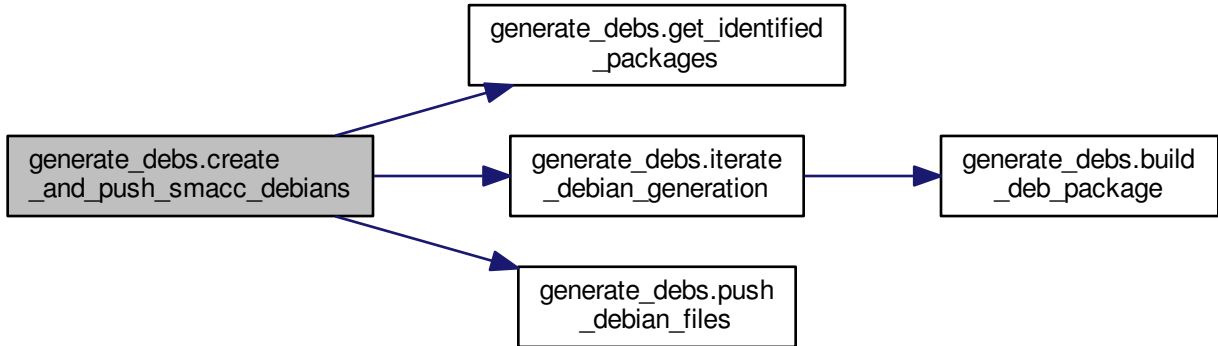 generate_debs.get_identified
_packages
generate_debs.create
_and_push_smacc_debians
generate_debs.iterate
_debian_generation
generate_debs.build
_deb_package
generate_debs.push
_debian_files